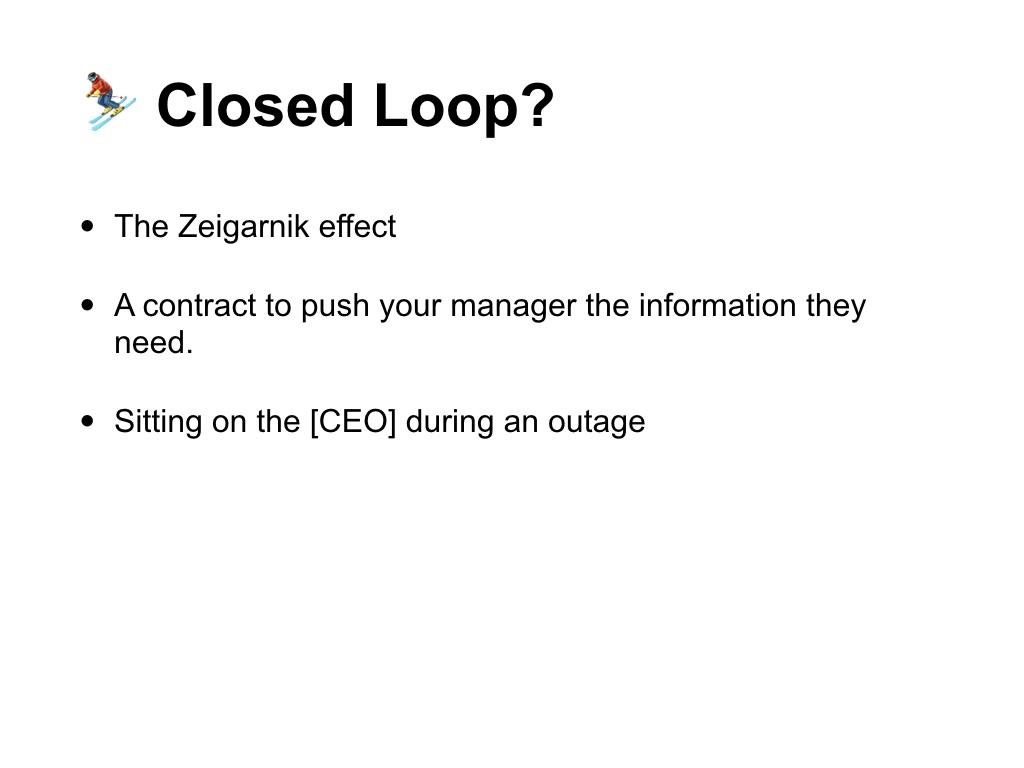 ⛷ Closed Loop?
• The Zeigarnik effect
• A contract to push your manager the information they
need.
• Sitting on the [CEO] during an outage